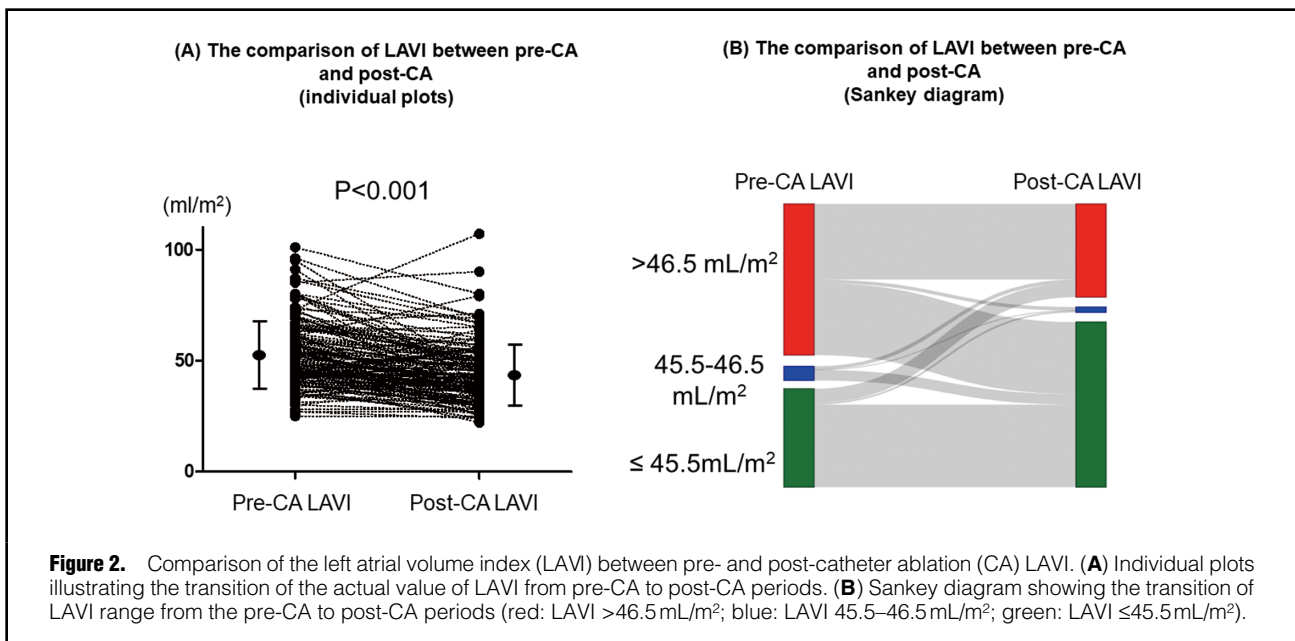 (A) The comparison of LAVI between pre-CA
and post-CA
(individual plots)
P<0.001
(ml/m²)
100
50
0
Pre-CA LAVI
Post-CA LAVI
(B) The comparison of LAVI between pre-CA
and post-CA
(Sankey diagram)
Pre-CA LAVI
Post-CA LAVI
>46.5 mL/m²
45.5-46.5
mL/m²
≤ 45.5mL/m²
Figure 2. Comparison of the left atrial volume index (LAVI) between pre- and post-catheter ablation (CA) LAVI. (A) Individual plots
illustrating the transition of the actual value of LAVI from pre-CA to post-CA periods. (B) Sankey diagram showing the transition of
LAVI range from the pre-CA to post-CA periods (red: LAVI >46.5 mL/m²; blue: LAVI 45.5–46.5 mL/m²; green: LAVI ≤45.5 mL/m²).